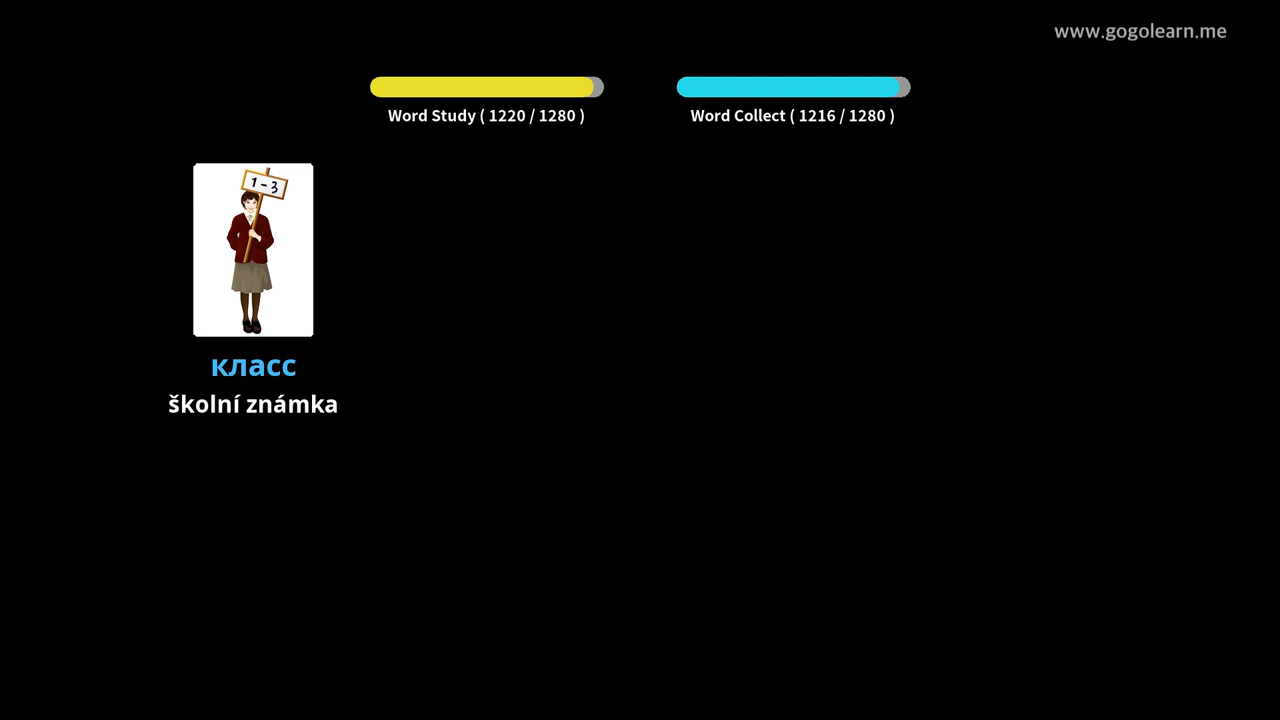 www.gogolearn.me
Word Study ( 1220 / 1280 )
Word Collect ( 1216 / 1280 )
1-3
класс
školní známka